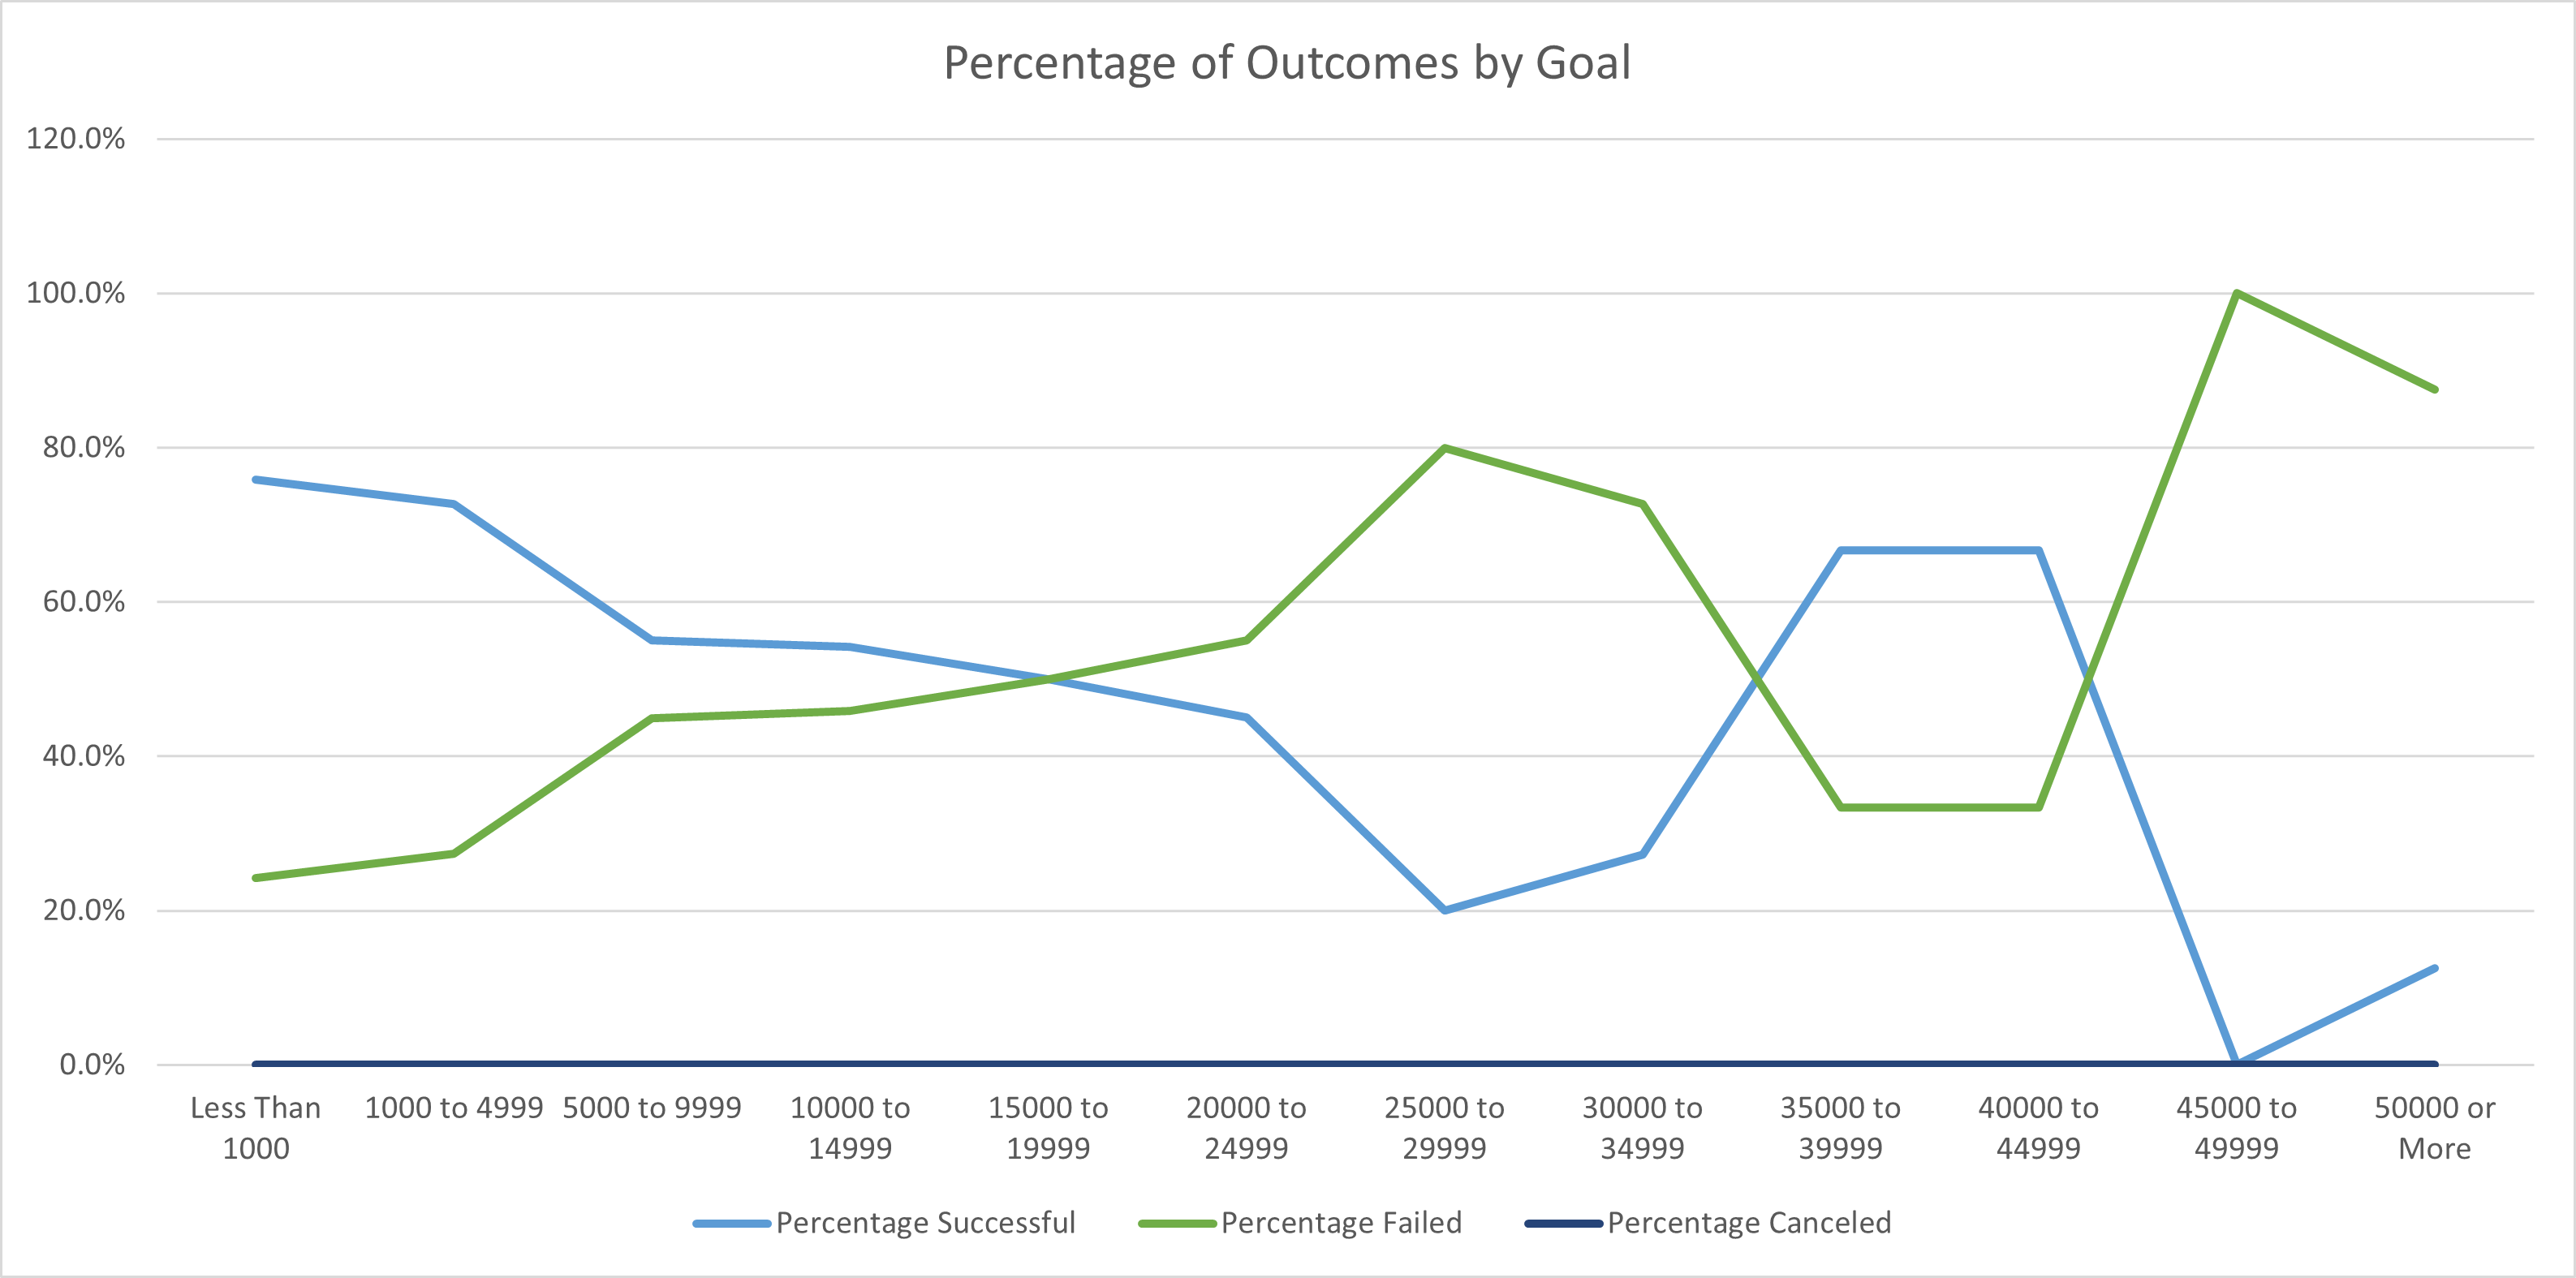 Percentage of Outcomes by Goal
120.0%
100.0%
80.0%
60.0%
40.0%
20.0%
0.0%
Less Than 1000
1000 to 4999
5000 to 9999
10000 to 14999
15000 to 19999
20000 to 24999
25000 to 29999
30000 to 34999
35000 to 39999
40000 to 44999
45000 to 49999
50000 or More
Percentage Successful
Percentage Failed
Percentage Canceled